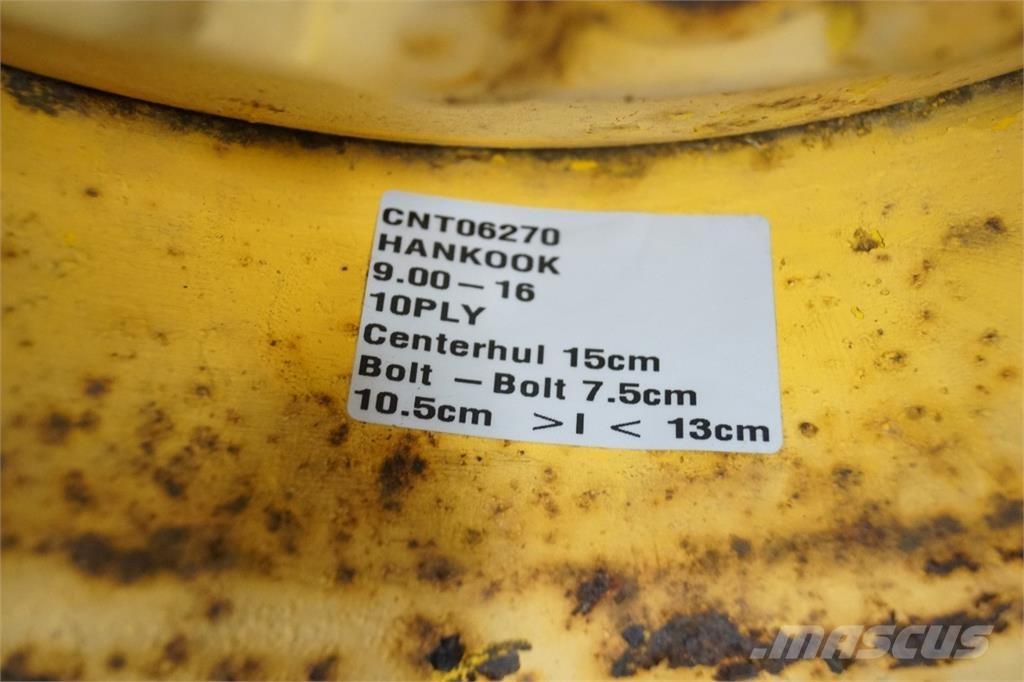 CNT06270
HANKOOK
9.00 – 16
10PLY
Centerhul 15cm
Bolt – Bolt 7.5cm
10.5cm >I< 13cm
.MASCUS